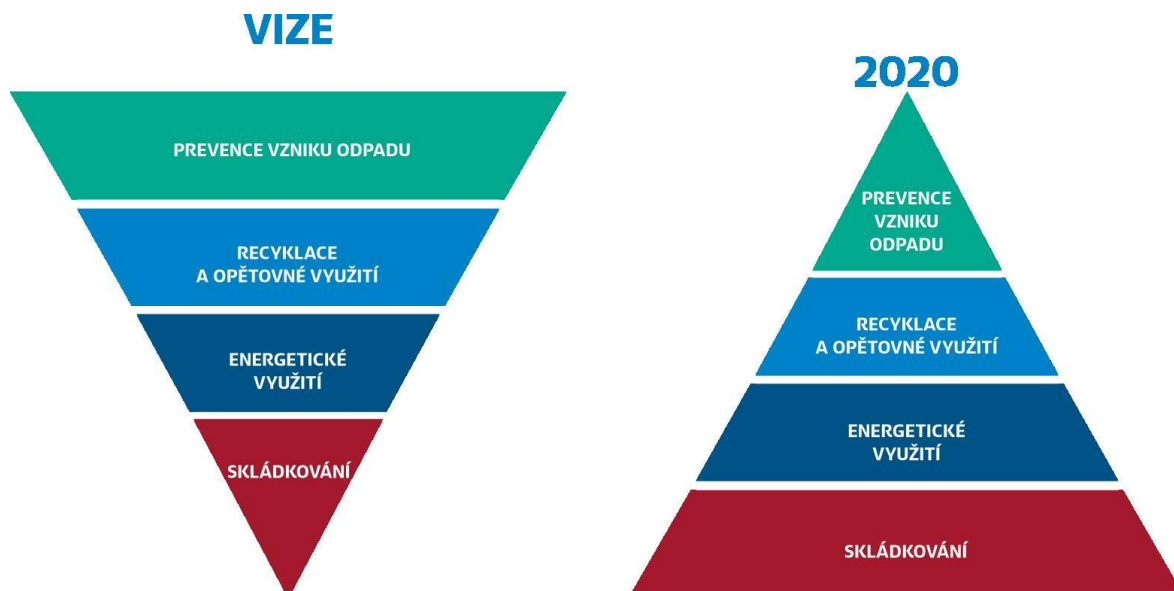 VIZE
PREVENCE VZNIKU ODPADU
RECYKLACE
A OPĚTOVNÉ VYUŽITÍ
ENERGETICKÉ
VYUŽITÍ
SKLÁDKOVÁNÍ
2020
PREVENCE
VZNIKU
ODPADU
RECYKLACE
A OPĚTOVNÉ VYUŽITÍ
ENERGETICKÉ
VYUŽITÍ
SKLÁDKOVÁNÍ